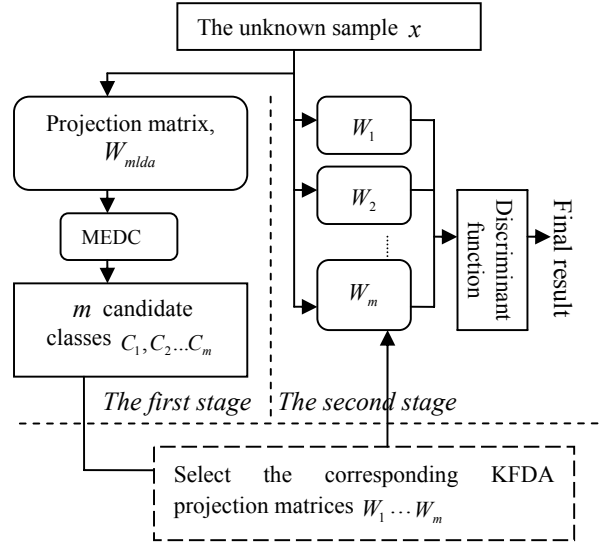 The unknown sample x
Projection matrix,
W_mlda
MEDC
m candidate
classes C_1, C_2...C_m
The first stage
The second stage
W_1
W_2
........
W_m
Discriminant
function
Final result
Select the corresponding KFDA
projection matrices W_1 ... W_m